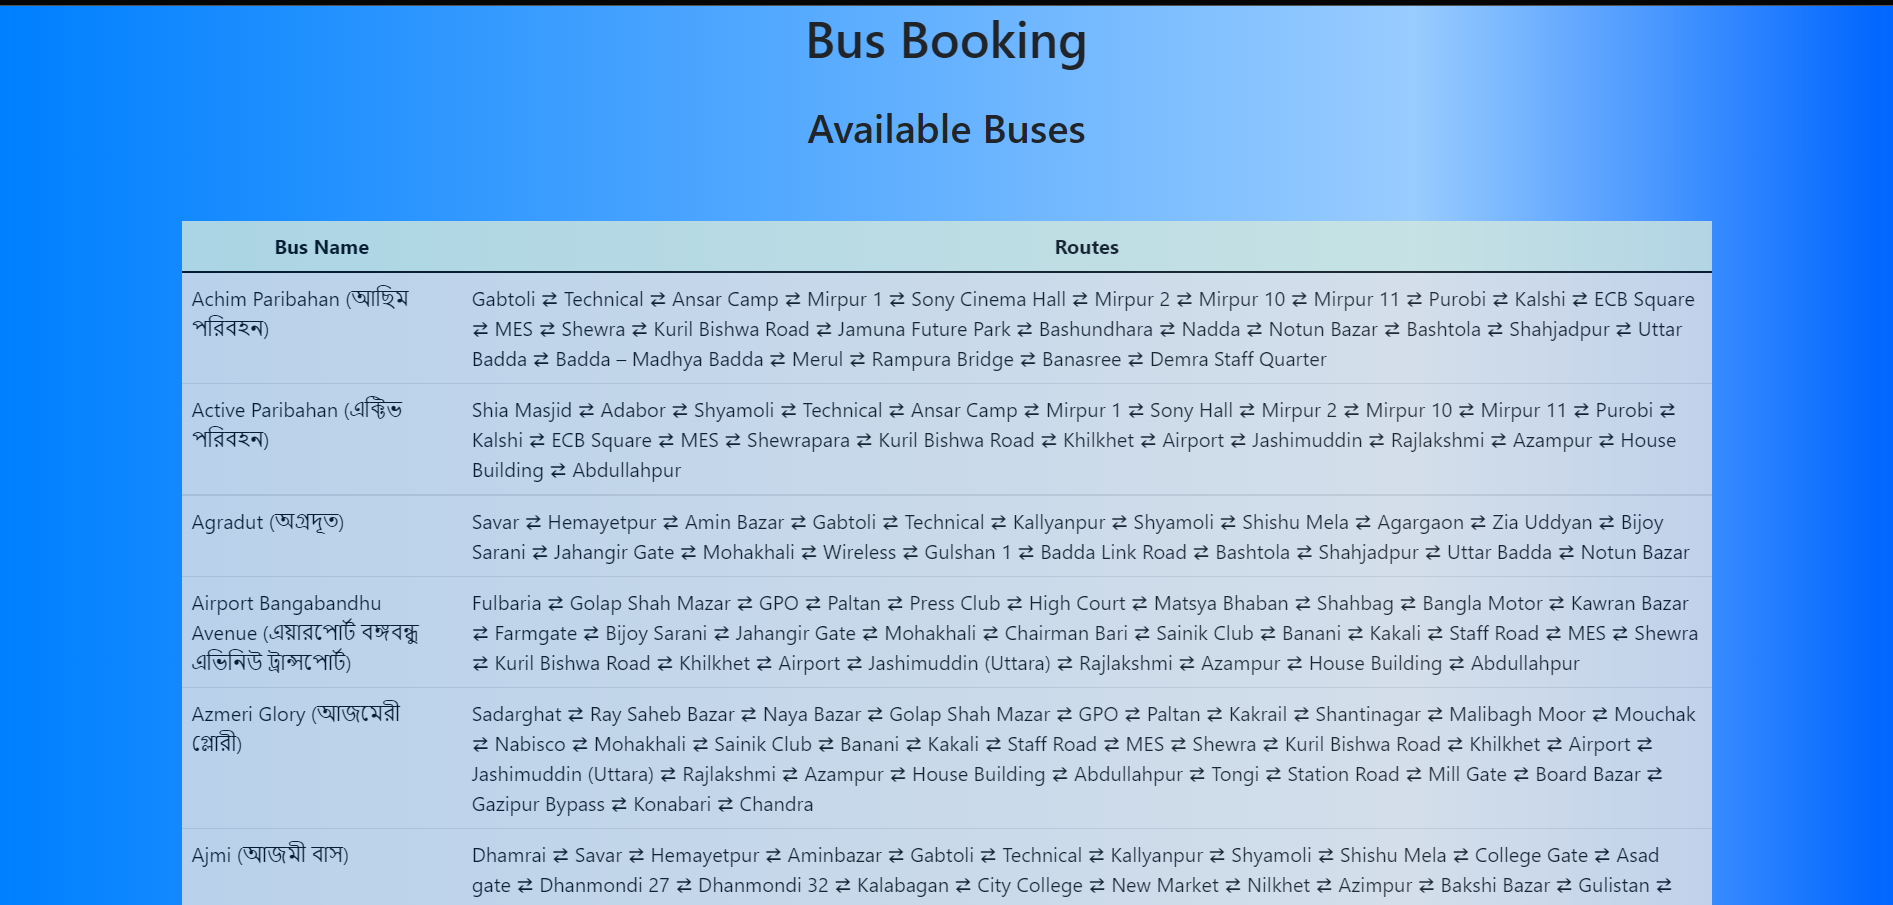 Bus Booking
Available Buses
Bus Name
Routes
Achim Paribahan (আছিম
পরিবহন)
Gabtoli ⇄ Technical ⇄ Ansar Camp ⇄ Mirpur 1 ⇄ Sony Cinema Hall ⇄ Mirpur 2 ⇄ Mirpur 10 ⇄ Mirpur 11 ⇄ Purobi ⇄ Kalshi ⇄ ECB Square
⇄ MES ⇄ Shewra ⇄ Kuril Bishwa Road ⇄ Jamuna Future Park ⇄ Bashundhara ⇄ Nadda ⇄ Notun Bazar ⇄ Bashtola ⇄ Shahjadpur ⇄ Uttar
Badda ⇄ Badda – Madhya Badda ⇄ Merul ⇄ Rampura Bridge ⇄ Banasree ⇄ Demra Staff Quarter
Active Paribahan (এক্টিভ
পরিবহন)
Shia Masjid ⇄ Adabor ⇄ Shyamoli ⇄ Technical ⇄ Ansar Camp ⇄ Mirpur 1 ⇄ Sony Hall ⇄ Mirpur 2 ⇄ Mirpur 10 ⇄ Mirpur 11 ⇄ Purobi ⇄
Kalshi ⇄ ECB Square ⇄ MES ⇄ Shewrapara ⇄ Kuril Bishwa Road ⇄ Khilkhet ⇄ Airport ⇄ Jashimuddin ⇄ Rajlakshmi ⇄ Azampur ⇄ House
Building ⇄ Abdullahpur
Agradut (অগ্রদূত)
Savar ⇄ Hemayetpur ⇄ Amin Bazar ⇄ Gabtoli ⇄ Technical ⇄ Kallyanpur ⇄ Shyamoli ⇄ Shishu Mela ⇄ Agargaon ⇄ Zia Uddyan ⇄ Bijoy
Sarani ⇄ Jahangir Gate ⇄ Mohakhali ⇄ Wireless ⇄ Gulshan 1 ⇄ Badda Link Road ⇄ Bashtola ⇄ Shahjadpur ⇄ Uttar Badda ⇄ Notun Bazar
Airport Bangabandhu
Avenue (এয়ারপোর্ট বঙ্গবন্ধু
এভিনিউ ট্রান্সপোর্ট)
Fulbaria ⇄ Golap Shah Mazar ⇄ GPO ⇄ Paltan ⇄ Press Club ⇄ High Court ⇄ Matsya Bhaban ⇄ Shahbag ⇄ Bangla Motor ⇄ Kawran Bazar
⇄ Farmgate ⇄ Bijoy Sarani ⇄ Jahangir Gate ⇄ Mohakhali ⇄ Chairman Bari ⇄ Sainik Club ⇄ Banani ⇄ Kakali ⇄ Staff Road ⇄ MES ⇄ Shewra
⇄ Kuril Bishwa Road ⇄ Khilkhet ⇄ Airport ⇄ Jashimuddin (Uttara) ⇄ Rajlakshmi ⇄ Azampur ⇄ House Building ⇄ Abdullahpur
Azmeri Glory (আজমেরী
গ্লোরী)
Sadarghat ⇄ Ray Saheb Bazar ⇄ Naya Bazar ⇄ Golap Shah Mazar ⇄ GPO ⇄ Paltan ⇄ Kakrail ⇄ Shantinagar ⇄ Malibagh Moor ⇄ Mouchak
⇄ Nabisco ⇄ Mohakhali ⇄ Sainik Club ⇄ Banani ⇄ Kakali ⇄ Staff Road ⇄ MES ⇄ Shewra ⇄ Kuril Bishwa Road ⇄ Khilkhet ⇄ Airport ⇄
Jashimuddin (Uttara) ⇄ Rajlakshmi ⇄ Azampur ⇄ House Building ⇄ Abdullahpur ⇄ Tongi ⇄ Station Road ⇄ Mill Gate ⇄ Board Bazar ⇄
Gazipur Bypass ⇄ Konabari ⇄ Chandra
Ajmi (আজমী বাস)
Dhamrai ⇄ Savar ⇄ Hemayetpur ⇄ Aminbazar ⇄ Gabtoli ⇄ Technical ⇄ Kallyanpur ⇄ Shyamoli ⇄ Shishu Mela ⇄ College Gate ⇄ Asad
gate ⇄ Dhanmondi 27 ⇄ Dhanmondi 32 ⇄ Kalabagan ⇄ City College ⇄ New Market ⇄ Nilkhet ⇄ Azimpur ⇄ Bakshi Bazar ⇄ Gulistan ⇄